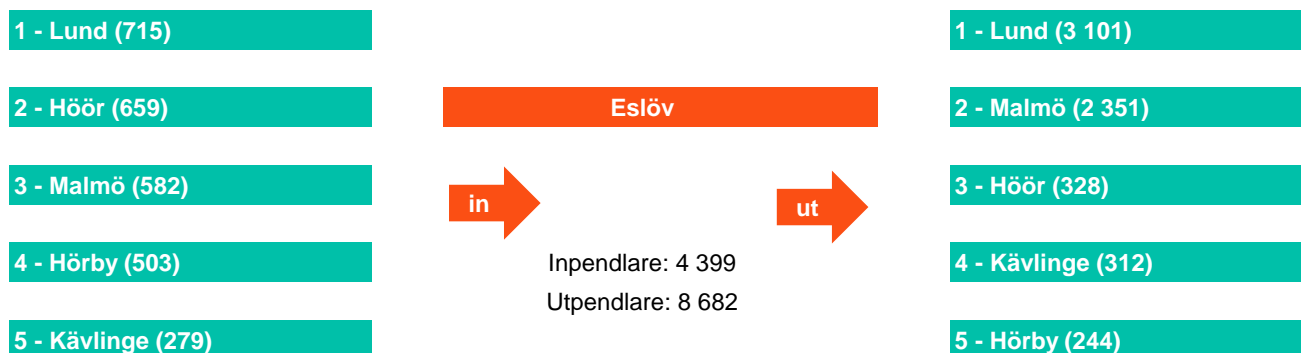 1 - Lund (715)
2 - Höör (659)
3 - Malmö (582)
4 - Hörby (503)
5 - Kävlinge (279)
Eslöv
in
ut
Inpendlare: 4 399
Utpendlare: 8 682
1 - Lund (3 101)
2 - Malmö (2 351)
3 - Höör (328)
4 - Kävlinge (312)
5 - Hörby (244)